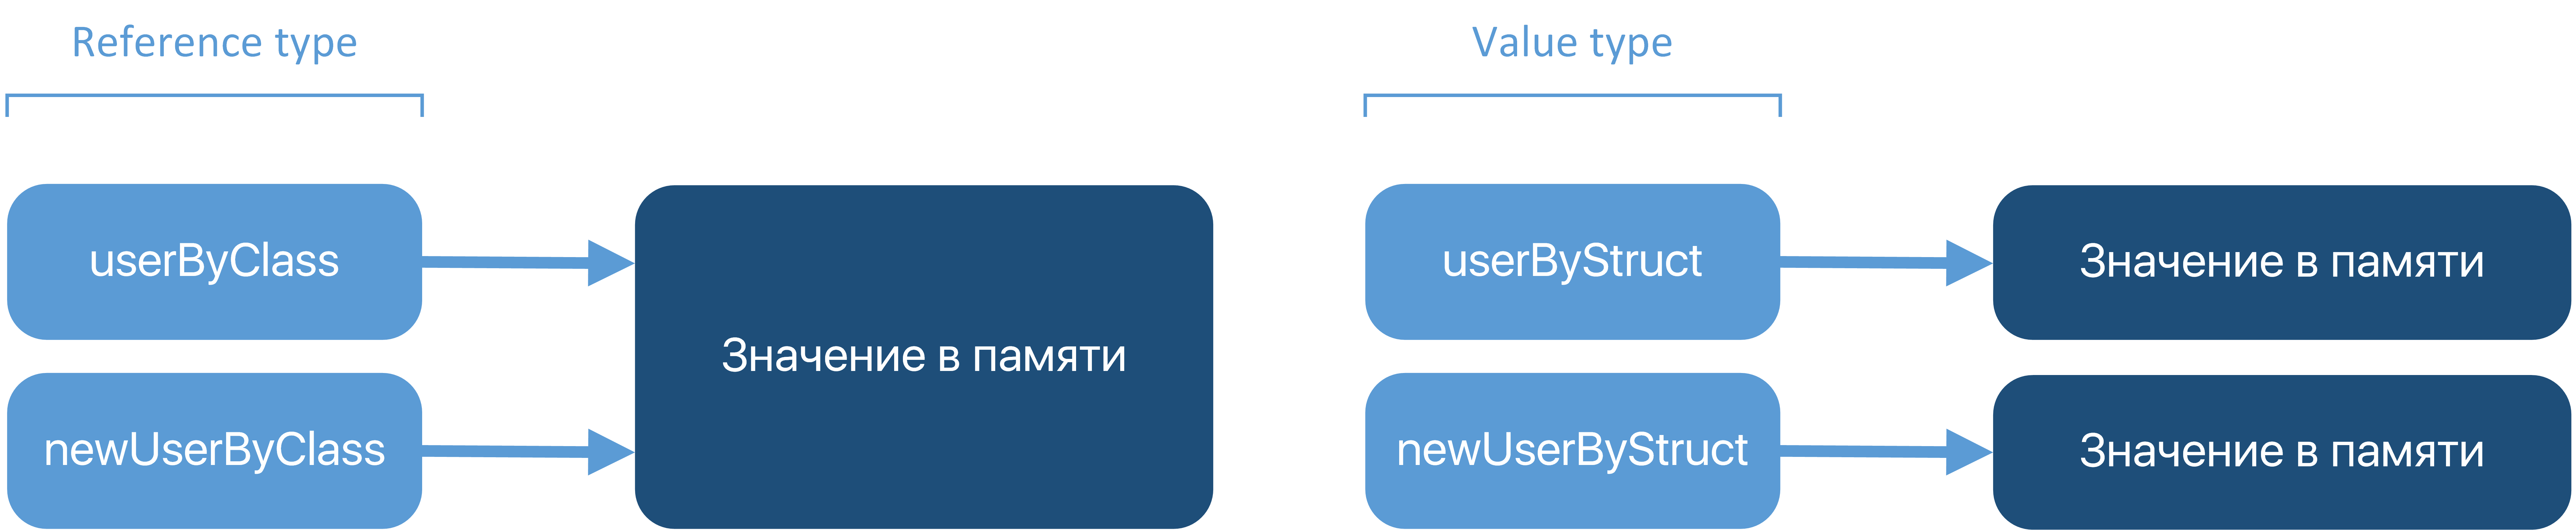 Reference type
userByClass
newUserByClass
Значение в памяти
Value type
userByStruct
Значение в памяти
newUserByStruct
Значение в памяти